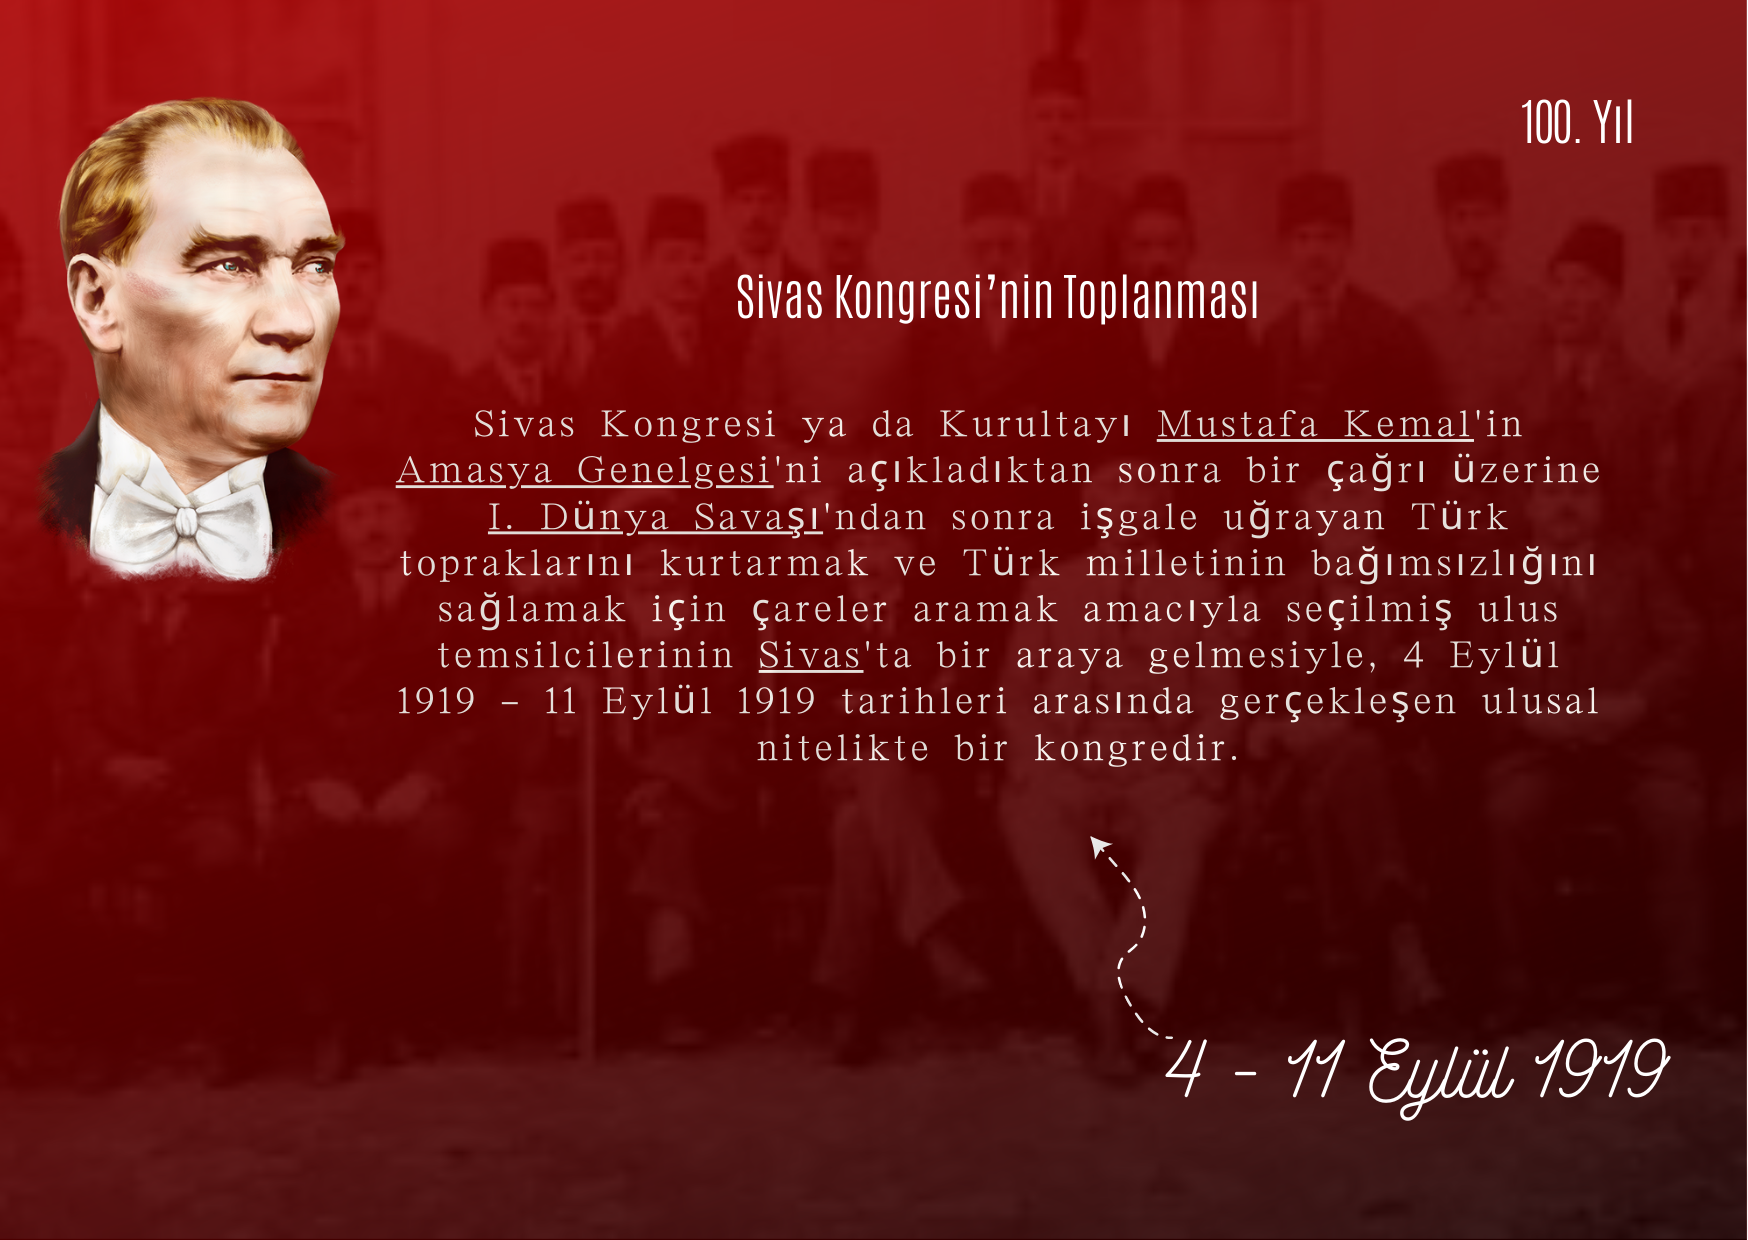 100. Yıl
Sivas Kongresi’nin Toplanması
Sivas Kongresi ya da Kurultayı Mustafa Kemal'in
Amasya Genelgesi'ni açıkladıktan sonra bir çağrı üzerine
I. Dünya Savaşı'ndan sonra işgale uğrayan Türk
topraklarını kurtarmak ve Türk milletinin bağımsızlığını
sağlamak için çareler aramak amacıyla seçilmiş ulus
temsilcilerinin Sivas'ta bir araya gelmesiyle, 4 Eylül
1919 – 11 Eylül 1919 tarihleri arasında gerçekleşen ulusal
nitelikte bir kongredir.
4 - 11 Eylül 1919